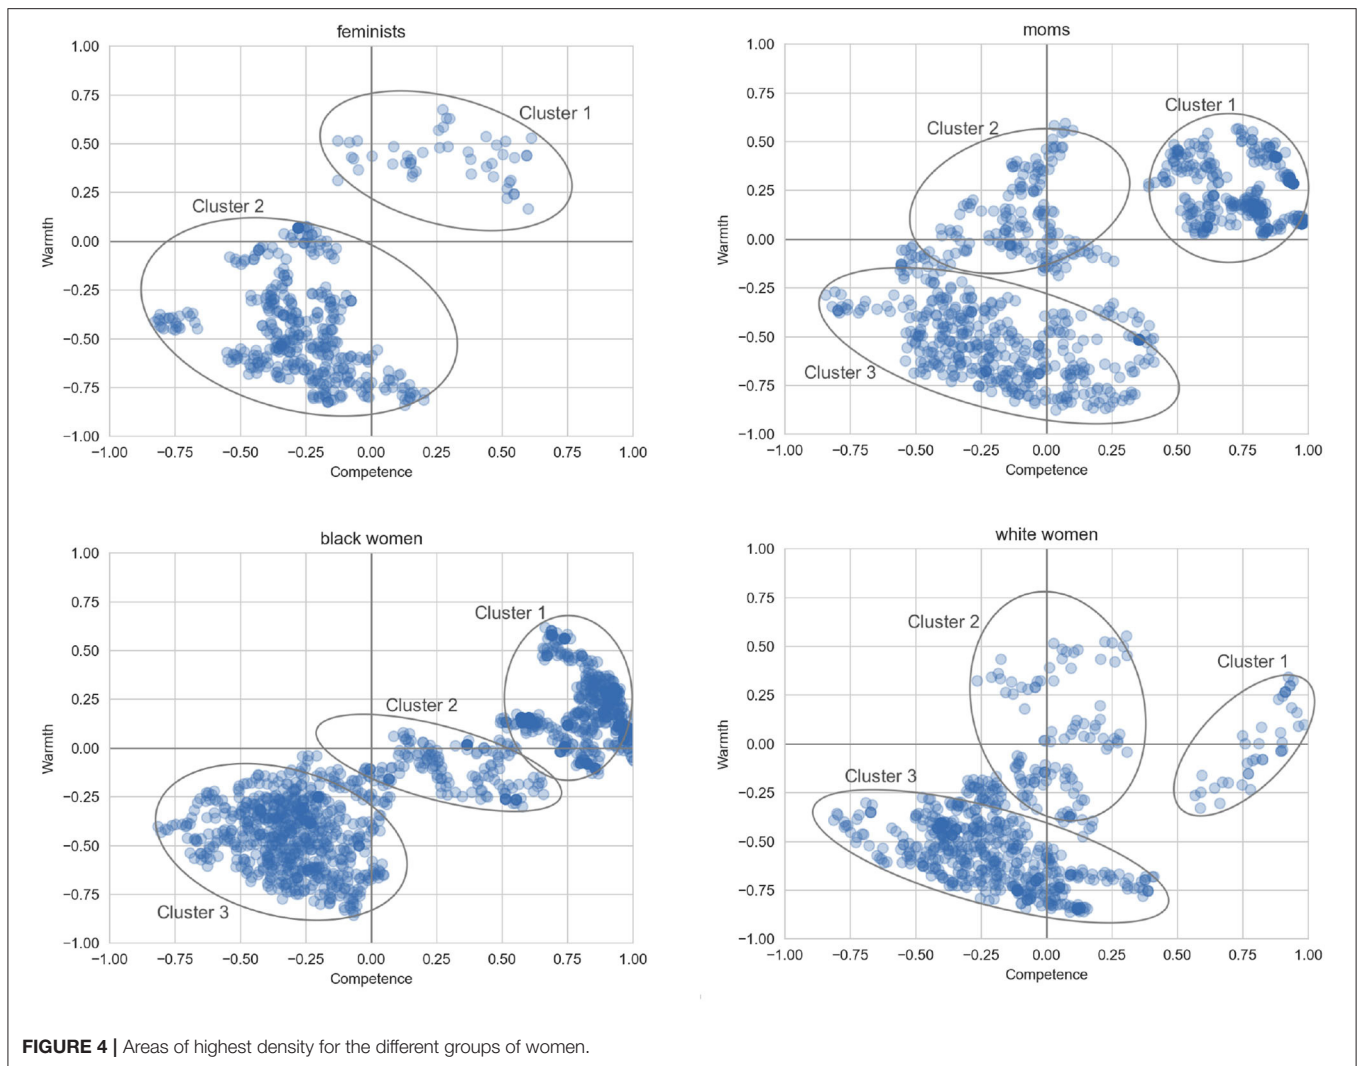 feminists
1.00
0.75
0.50
0.25
0.00
−0.25
−0.50
−0.75
−1.00
Warmth
Cluster 1
Cluster 2
−1.00 −0.75 −0.50 −0.25 0.00 0.25 0.50 0.75 1.00
Competence
moms
1.00
0.75
0.50
0.25
0.00
−0.25
−0.50
−0.75
−1.00
Warmth
Cluster 1
Cluster 2
Cluster 3
−1.00 −0.75 −0.50 −0.25 0.00 0.25 0.50 0.75 1.00
Competence
black women
1.00
0.75
0.50
0.25
0.00
−0.25
−0.50
−0.75
−1.00
Warmth
Cluster 1
Cluster 2
Cluster 3
−1.00 −0.75 −0.50 −0.25 0.00 0.25 0.50 0.75 1.00
Competence
white women
1.00
0.75
0.50
0.25
0.00
−0.25
−0.50
−0.75
−1.00
Warmth
Cluster 2
Cluster 1
Cluster 3
−1.00 −0.75 −0.50 −0.25 0.00 0.25 0.50 0.75 1.00
Competence
FIGURE 4 | Areas of highest density for the different groups of women.